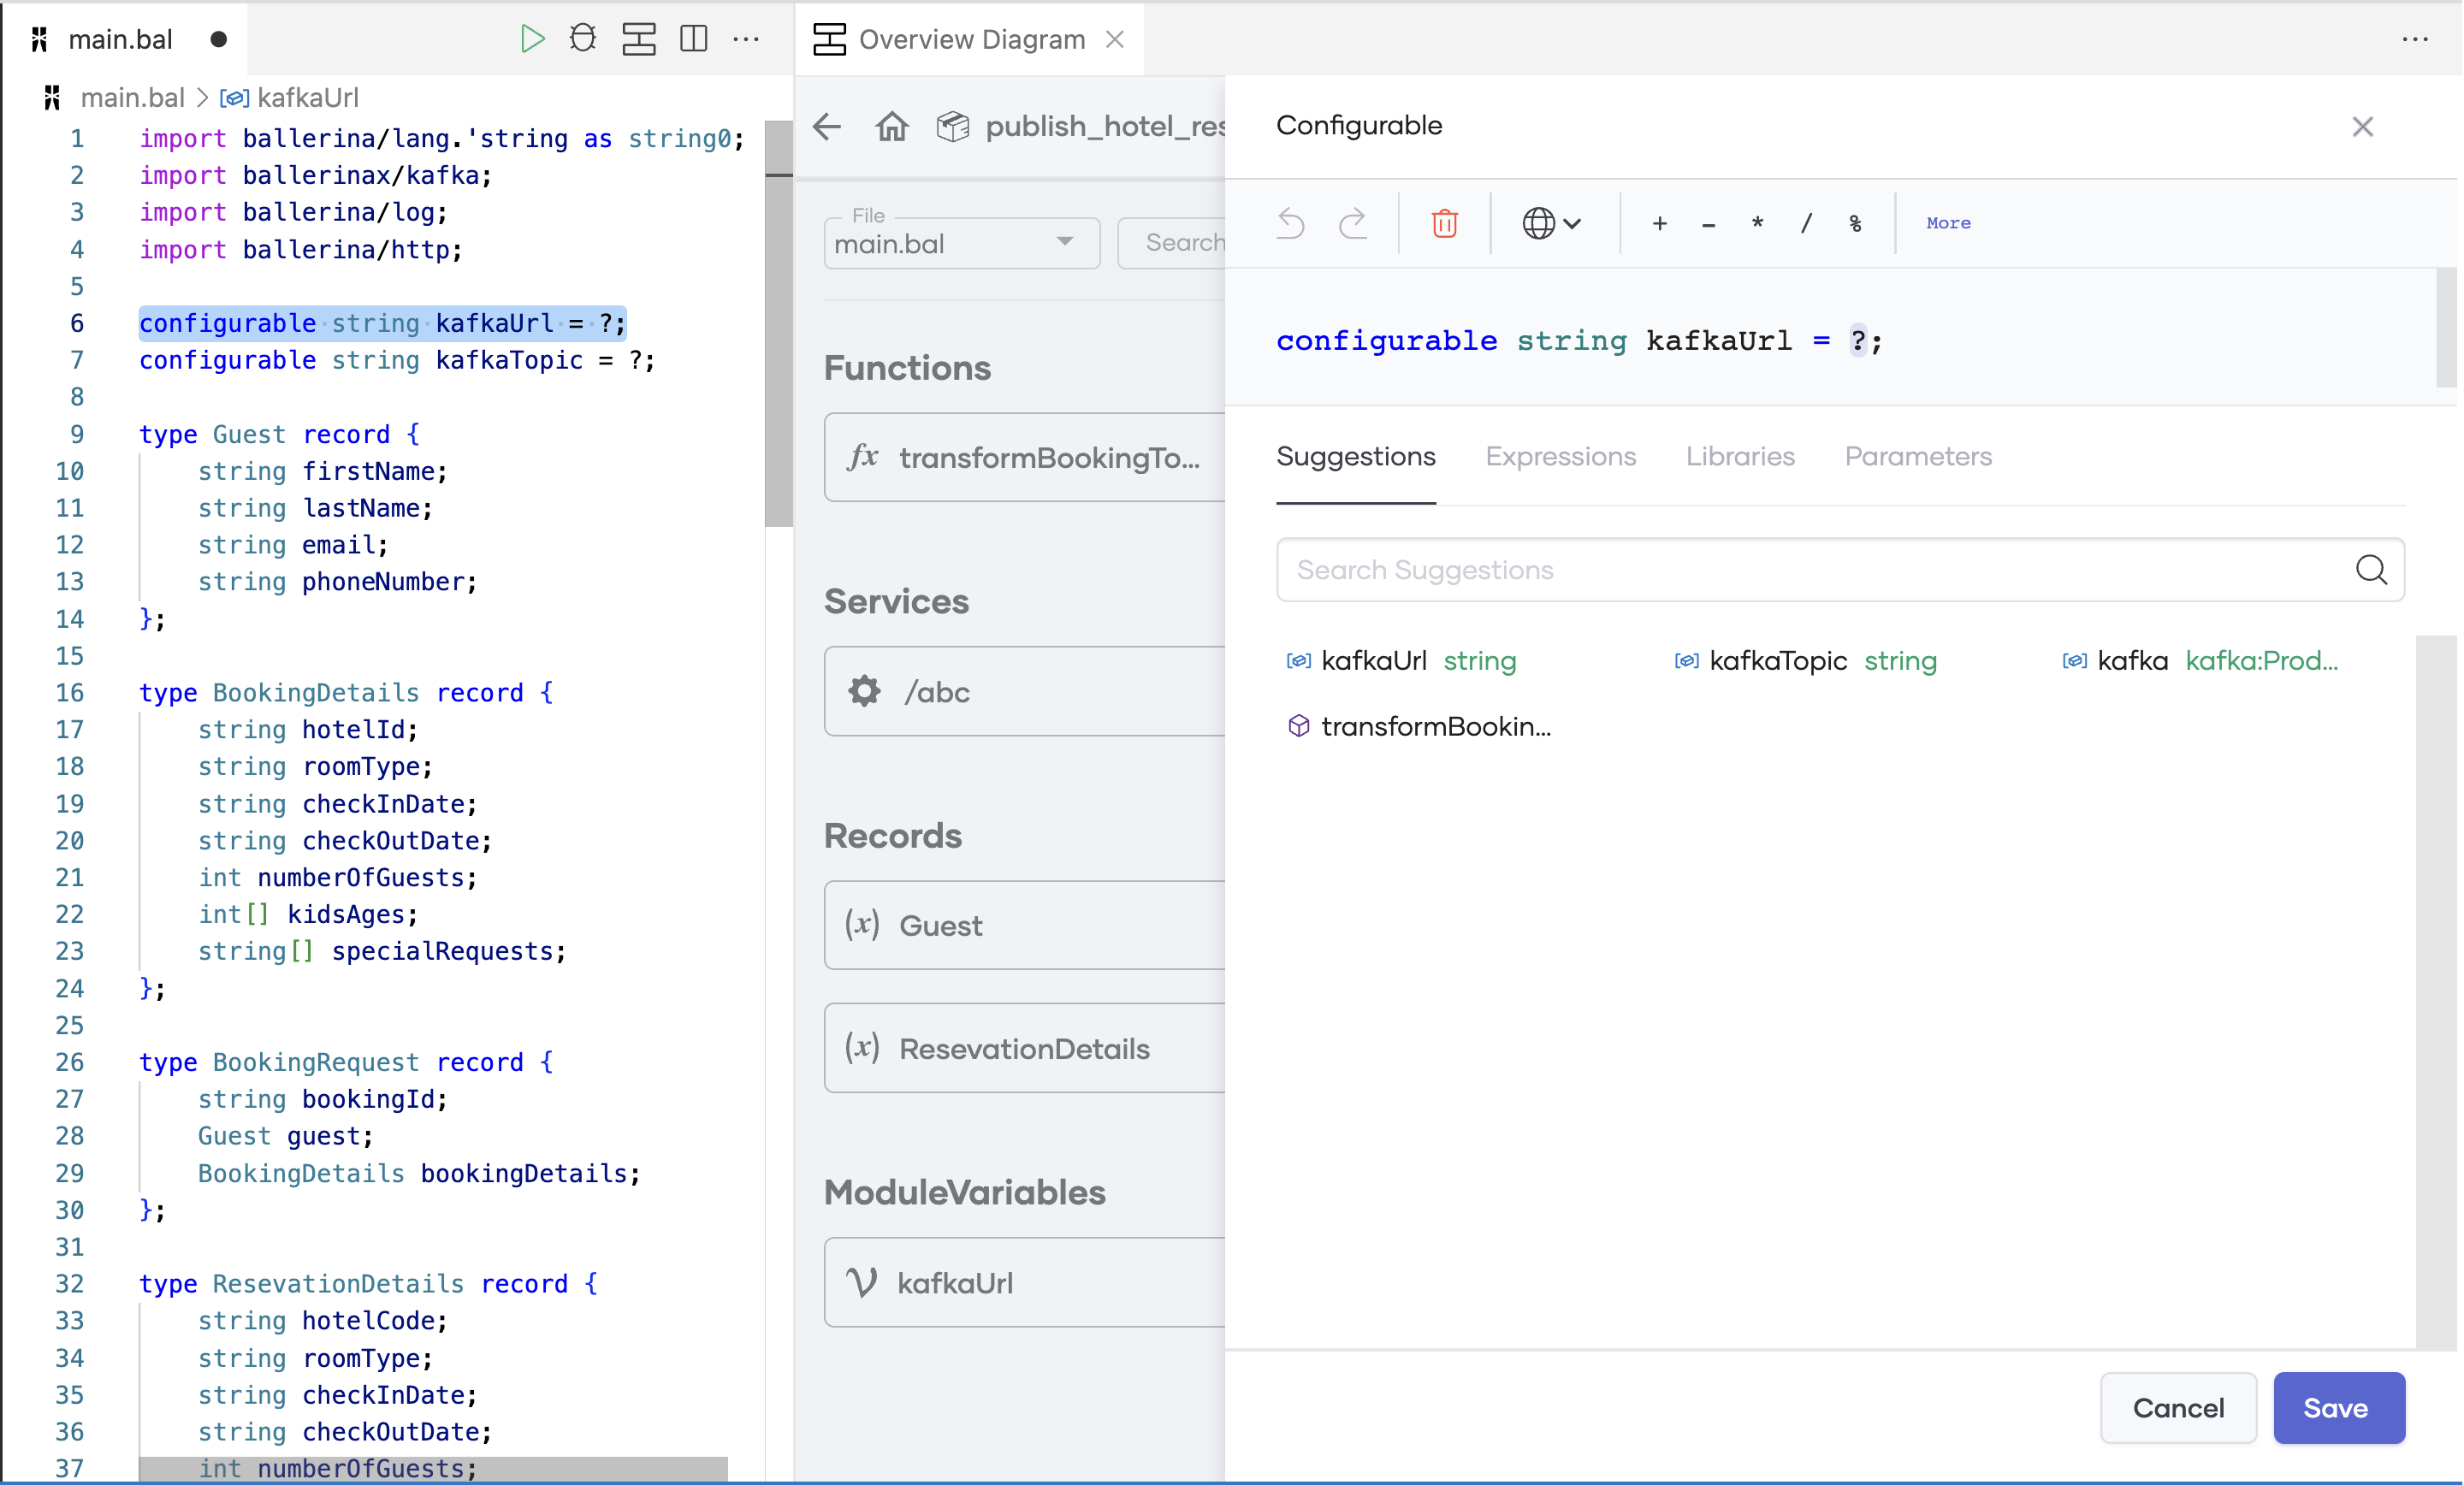 main.bal
Overview Diagram
main.bal > kafkaUrl
1 import ballerina/lang.'string as string0;
2 import ballerinax/kafka;
3 import ballerina/log;
4 import ballerina/http;
5
6 configurable string kafkaUrl = ?;
7 configurable string kafkaTopic = ?;
8
9 type Guest record {
10 string firstName;
11 string lastName;
12 string email;
13 string phoneNumber;
14 };
15
16 type BookingDetails record {
17 string hotelId;
18 string roomType;
19 string checkInDate;
20 string checkOutDate;
21 int numberOfGuests;
22 int[] kidsAges;
23 string[] specialRequests;
24 };
25
26 type BookingRequest record {
27 string bookingId;
28 Guest guest;
29 BookingDetails bookingDetails;
30 };
31
32 type ResevationDetails record {
33 string hotelCode;
34 string roomType;
35 string checkInDate;
36 string checkOutDate;
37 int numberOfGuests;
publish_hotel_res
File
main.bal
Search
Functions
fx transformBookingTo...
Services
/abc
Records
(x) Guest
(x) ResevationDetails
ModuleVariables
V kafkaUrl
Configurable
+ - * / % More
configurable string kafkaUrl = ?;
Suggestions Expressions Libraries Parameters
Search Suggestions
kafkaUrl string kafkaTopic string kafka kafka:Prod...
transformBookin...
Cancel Save